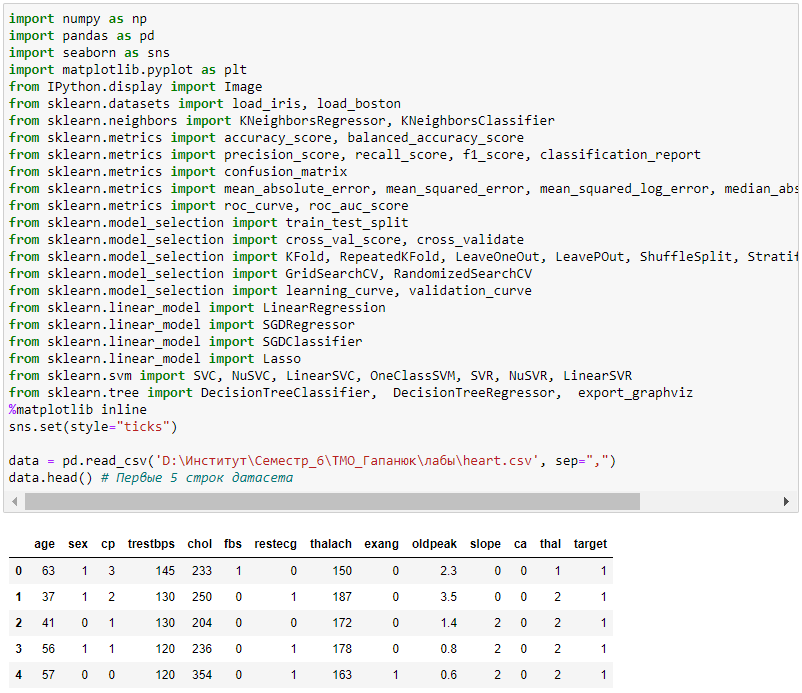 import numpy as np
import pandas as pd
import seaborn as sns
import matplotlib.pyplot as plt
from IPython.display import Image
from sklearn.datasets import load_iris, load_boston
from sklearn.neighbors import KNeighborsRegressor, KNeighborsClassifier
from sklearn.metrics import accuracy_score, balanced_accuracy_score
from sklearn.metrics import precision_score, recall_score, f1_score, classification_report
from sklearn.metrics import confusion_matrix
from sklearn.metrics import mean_absolute_error, mean_squared_error, mean_squared_log_error, median_abs
from sklearn.metrics import roc_curve, roc_auc_score
from sklearn.model_selection import train_test_split
from sklearn.model_selection import cross_val_score, cross_validate
from sklearn.model_selection import KFold, RepeatedKFold, LeaveOneOut, LeavePOut, ShuffleSplit, Stratif
from sklearn.model_selection import GridSearchCV, RandomizedSearchCV
from sklearn.model_selection import learning_curve, validation_curve
from sklearn.linear_model import LinearRegression
from sklearn.linear_model import SGDRegressor
from sklearn.linear_model import SGDClassifier
from sklearn.linear_model import Lasso
from sklearn.svm import SVC, NuSVC, LinearSVC, OneClassSVM, SVR, NuSVR, LinearSVR
from sklearn.tree import DecisionTreeClassifier, DecisionTreeRegressor, export_graphviz
%matplotlib inline
sns.set(style="ticks")
data = pd.read_csv('D:\Институт\Семестр_6\ТМО_Гапанюк\лабы\heart.csv', sep=",")
data.head() # Первые 5 строк датасета
age sex cp trestbps chol fbs restecg thalach exang oldpeak slope ca thal target
0 63 1 3 145 233 1 0 150 0 2.3 0 0 1 1
1 37 1 2 130 250 0 1 187 0 3.5 0 0 2 1
2 41 0 1 130 204 0 0 172 0 1.4 2 0 2 1
3 56 1 1 120 236 0 1 178 0 0.8 2 0 2 1
4 57 0 0 120 354 0 1 163 1 0.6 2 0 2 1